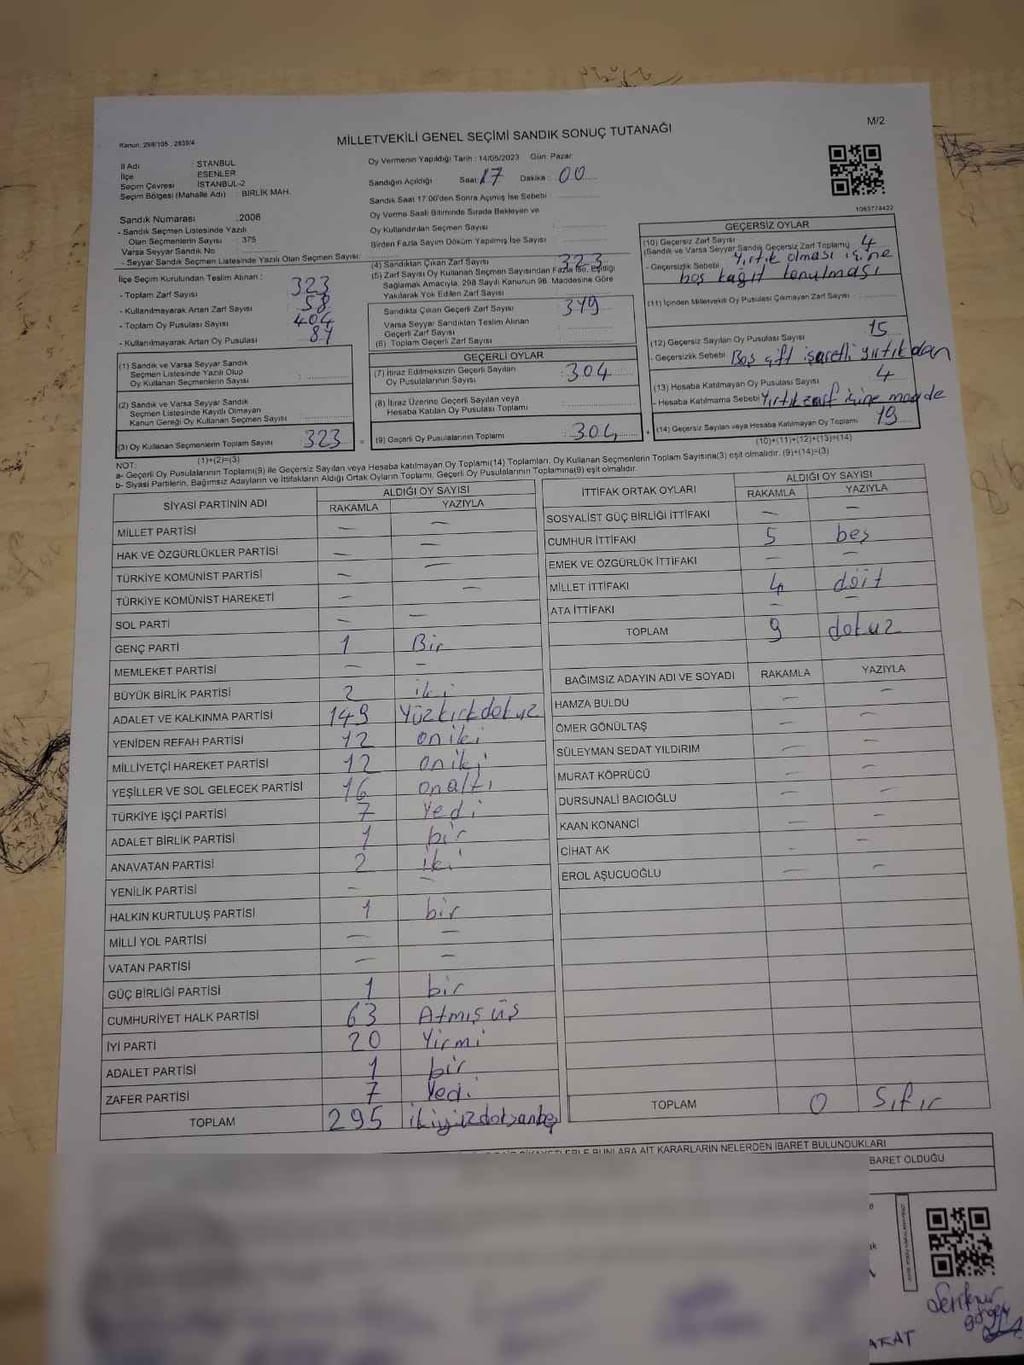 M/2
MİLLETVEKİLİ GENEL SEÇİMİ SANDIK SONUÇ TUTANAĞI
Kanun: 298/105 , 2839/4
İl Adı : STANBUL
İlçe : ESENLER
Seçim Çevresi : İSTANBUL-2
Seçim Bölgesi (Mahalle Adı) : BİRLİK MAH.
Sandık Numarası : 2006
- Sandık Seçmen Listesinde Yazılı
Olan Seçmenlerin Sayısı : 375
Varsa Seyyar Sandık No
- Seyyar Sandık Seçmen Listesinde Yazılı Olan Seçmen Sayısı:
Oy Vermenin Yapıldığı Tarih : 14/05/2023 Gün: Pazar
Sandığın Açıldığı Saat: 17 Dakika : 00
Sandık Saat 17:00'den Sonra Açılmış İse Sebebi
Oy Verme Saati Bitiminde Sırada Bekleyen ve
Oy Kullandırılan Seçmen Sayısı
Birden Fazla Sayım Döküm Yapılmış İse Sayısı
1063774422
İlçe Seçim Kurulundan Teslim Alınan :
- Toplam Zarf Sayısı 323
- Kullanılmayarak Artan Zarf Sayısı : 58
- Toplam Oy Pusulası Sayısı 404
- Kullanılmayarak Artan Oy Pusulası 81
(1) Sandık ve Varsa Seyyar Sandık
Seçmen Listesinde Yazılı Olup
Oy Kullanan Seçmenlerin Sayısı
(2) Sandık ve Varsa Seyyar Sandık
Seçmen Listesinde Kayıtlı Olmayan
Kanun Gereği Oy Kullanan Seçmen Sayısı
(3) Oy Kullanan Seçmenlerin Toplam Sayısı : 323
(1)+(2)=(3)
(4) Sandıktan Çıkan Zarf Sayısı : 323
(5) Zarf Sayısı Oy Kullanan Seçmen Sayısından Fazla İse, Eşitliği
Sağlamak Amacıyla, 298 Sayılı Kanunun 98. Maddesine Göre
Yakılarak Yok Edilen Zarf Sayısı
Sandıkta Çıkan Geçerli Zarf Sayısı : 319
Varsa Seyyar Sandıktan Teslim Alınan
Geçerli Zarf Sayısı
(6) Toplam Geçerli Zarf Sayısı
GEÇERLİ OYLAR
(7) İtiraz Edilmeksizin Geçerli Sayılan
Oy Pusulalarının Sayısı : 304
(8) İtiraz Üzerine Geçerli Sayılan veya
Hesaba Katılan Oy Pusulası Toplamı
(9) Geçerli Oy Pusulalarının Toplamı : 304
GEÇERSİZ OYLAR
(10) Geçersiz Zarf Sayısı
(Sandık ve Varsa Seyyar Sandık Geçersiz Zarf Toplamı) : 4
- Geçersizlik Sebebi : Yırtık olması içine
boş kağıt konulması
(11) İçinden Milletvekili Oy Pusulası Çıkmayan Zarf Sayısı :
(12) Geçersiz Sayılan Oy Pusulası Sayısı : 15
- Geçersizlik Sebebi : Boş çift işaretli yırtık olan
(13) Hesaba Katılmayan Oy Pusulası Sayısı : 4
- Hesaba Katılmama Sebebi : Yırtık zarf içine madde
(14) Geçersiz Sayılan veya Hesaba Katılmayan Oy Toplamı : 19
(10)+(11)+(12)+(13)=(14)
NOT:
a- Geçerli Oy Pusulalarının Toplamı(9) ile Geçersiz Sayılan veya Hesaba katılmayan Oy Toplamı(14) Toplamları, Oy Kullanan Seçmenlerin Toplam Sayısına(3) eşit olmalıdır. (9)+(14)=(3)
b- Siyasi Partilerin, Bağımsız Adayların ve İttifakların Aldığı Ortak Oyların Toplamı, Geçerli Oy Pusulalarının Toplamına(9) eşit olmalıdır.
SİYASİ PARTİNİN ADI ALDIĞI OY SAYISI
RAKAMLA YAZIYLA
MİLLET PARTİSİ — —
HAK VE ÖZGÜRLÜKLER PARTİSİ — —
TÜRKİYE KOMÜNİST PARTİSİ — —
TÜRKİYE KOMÜNİST HAREKETİ — —
SOL PARTİ — —
GENÇ PARTİ 1 Bir
MEMLEKET PARTİSİ — —
BÜYÜK BİRLİK PARTİSİ 2 iki
ADALET VE KALKINMA PARTİSİ 149 Yüzkırkdokuz
YENİDEN REFAH PARTİSİ 12 oniki
MİLLİYETÇİ HAREKET PARTİSİ 12 oniki
YEŞİLLER VE SOL GELECEK PARTİSİ 16 onaltı
TÜRKİYE İŞÇİ PARTİSİ 7 Yedi
ADALET BİRLİK PARTİSİ 1 bir
ANAVATAN PARTİSİ 2 iki
YENİLİK PARTİSİ — —
HALKIN KURTULUŞ PARTİSİ 1 bir
MİLLİ YOL PARTİSİ — —
VATAN PARTİSİ — —
GÜÇ BİRLİĞİ PARTİSİ 1 bir
CUMHURİYET HALK PARTİSİ 63 Atmış üş
İYİ PARTİ 20 Yirmi
ADALET PARTİSİ 1 bir
ZAFER PARTİSİ 7 Yedi
TOPLAM 295 ikiyüzdoksanbeş
İTTİFAK ORTAK OYLARI ALDIĞI OY SAYISI
RAKAMLA YAZIYLA
SOSYALİST GÜÇ BİRLİĞİ İTTİFAKI — —
CUMHUR İTTİFAKI 5 beş
EMEK VE ÖZGÜRLÜK İTTİFAKI — —
MİLLET İTTİFAKI 4 döit
ATA İTTİFAKI — —
TOPLAM 9 dokuz
BAĞIMSIZ ADAYIN ADI VE SOYADI RAKAMLA YAZIYLA
HAMZA BULDU — —
ÖMER GÖNÜLTAŞ — —
SÜLEYMAN SEDAT YILDIRIM — —
MURAT KÖPRÜCÜ — —
DURSUNALİ BACIOĞLU — —
KAAN KONANCİ — —
CİHAT AK — —
EROL AŞUCUOĞLU — —
TOPLAM 0 Sıfır
BUNLARA AİT KARARLARIN NELERDEN İBARET BULUNDUKLARI
BARET OLDUĞU